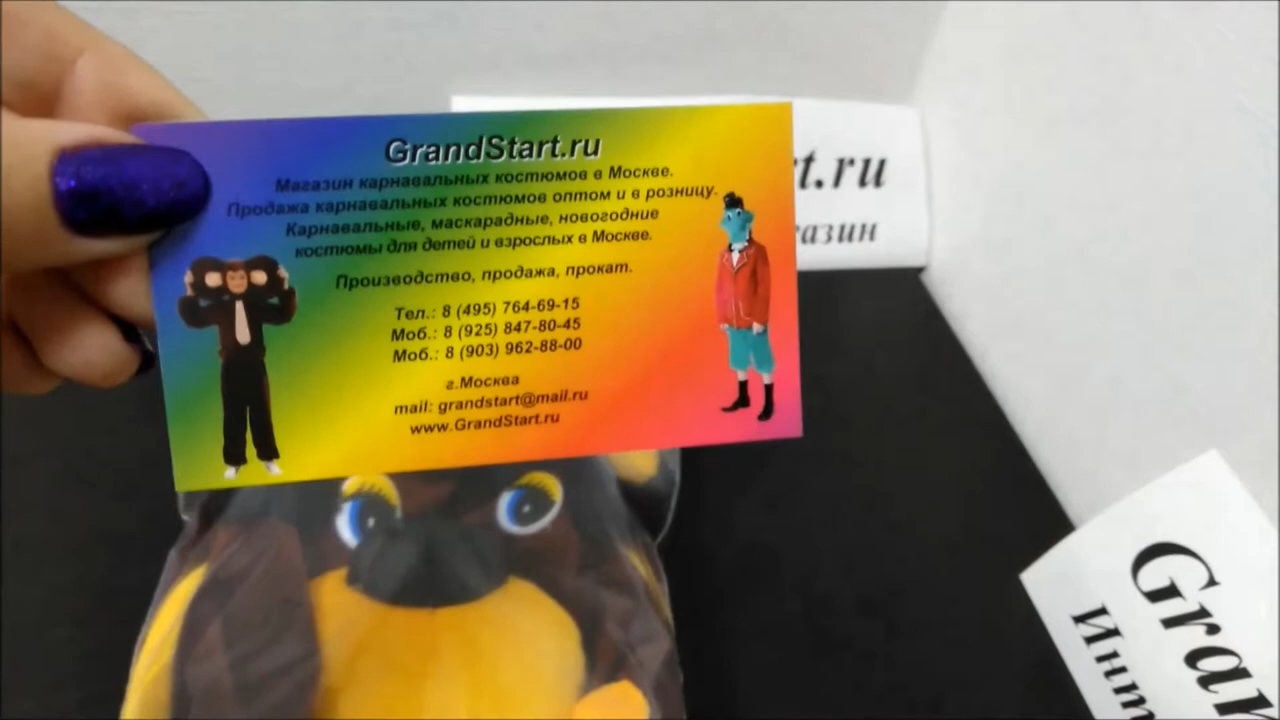 GrandStart.ru
Магазин карнавальных костюмов в Москве.
Продажа карнавальных костюмов оптом и в розницу.
Карнавальные, маскарадные, новогодние
костюмы для детей и взрослых в Москве.
Производство, продажа, прокат.
Тел.: 8 (495) 764-69-15
Моб.: 8 (925) 847-80-45
Моб.: 8 (903) 962-88-00
г.Москва
mail: grandstart@mail.ru
www.GrandStart.ru
rt.ru
азин
Gran
Инт